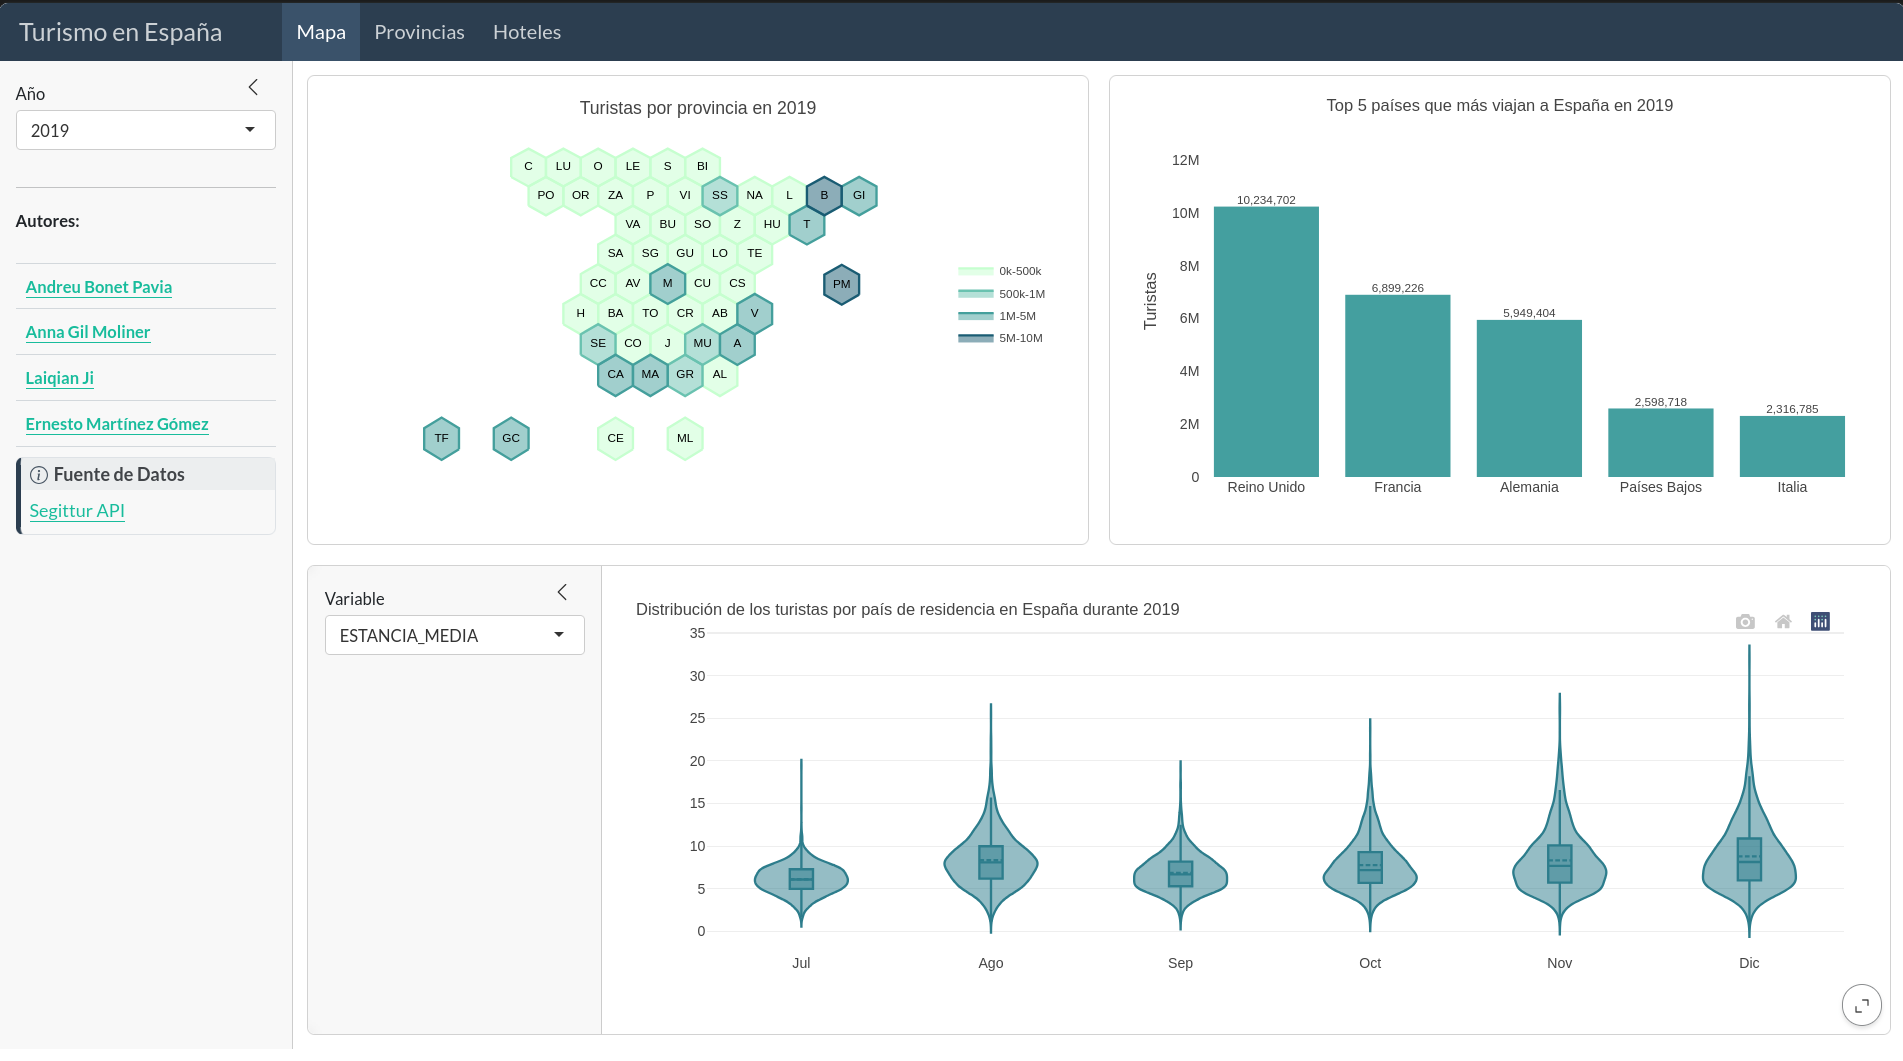 Turismo en España
Mapa
Provincias
Hoteles
Año
2019
Autores:
Andreu Bonet Pavia
Anna Gil Moliner
Laiqian Ji
Ernesto Martínez Gómez
Fuente de Datos
Segittur API
Turistas por provincia en 2019
C LU O LE S BI
PO OR ZA P VI SS NA L B GI
VA BU SO Z HU T
SA SG GU LO TE
CC AV M CU CS PM
H BA TO CR AB V
SE CO J MU A
CA MA GR AL
TF GC CE ML
0k-500k
500k-1M
1M-5M
5M-10M
Top 5 países que más viajan a España en 2019
Turistas
12M
10M
8M
6M
4M
2M
0
10,234,702
6,899,226
5,949,404
2,598,718
2,316,785
Reino Unido
Francia
Alemania
Países Bajos
Italia
Variable
ESTANCIA_MEDIA
Distribución de los turistas por país de residencia en España durante 2019
35
30
25
20
15
10
5
0
Jul
Ago
Sep
Oct
Nov
Dic